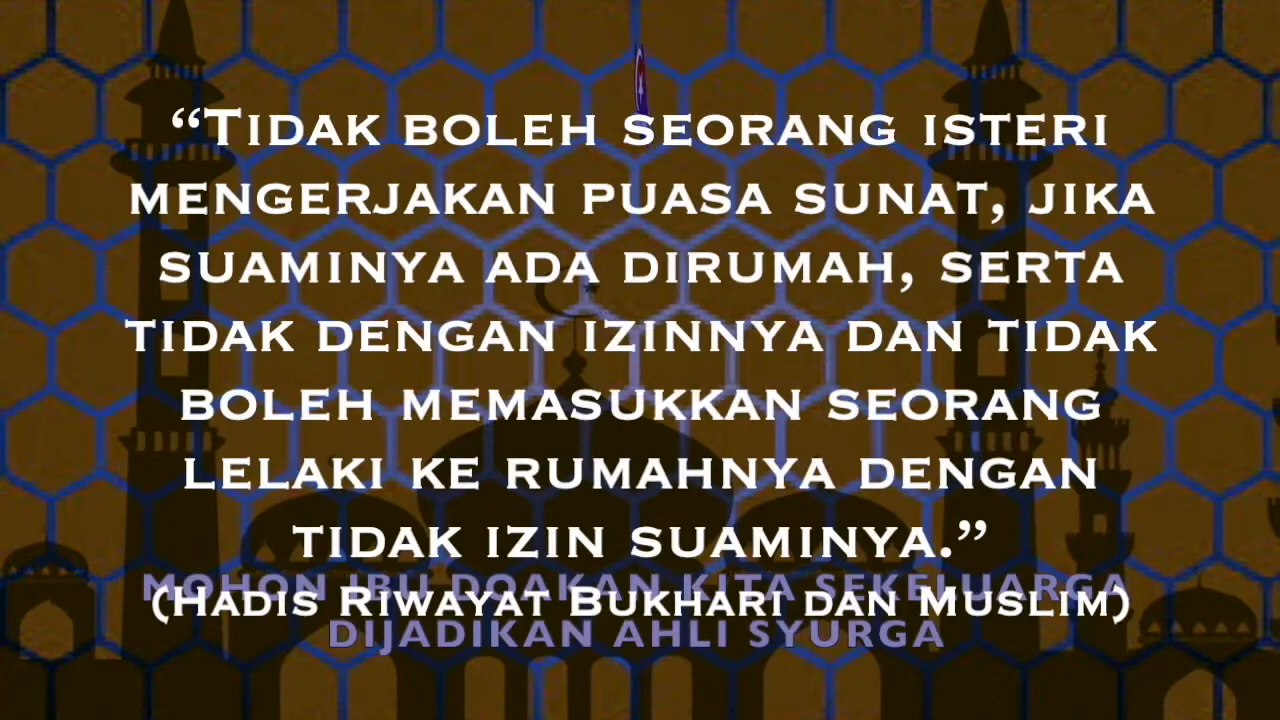 “Tidak boleh seorang isteri
mengerjakan puasa sunat, jika
suaminya ada dirumah, serta
tidak dengan izinnya dan tidak
boleh memasukkan seorang
lelaki ke rumahnya dengan
tidak izin suaminya.”
MOHON IBU DOAKAN KITA SEKELUARGA
(Hadis Riwayat Bukhari dan Muslim)
DIJADIKAN AHLI SYURGA